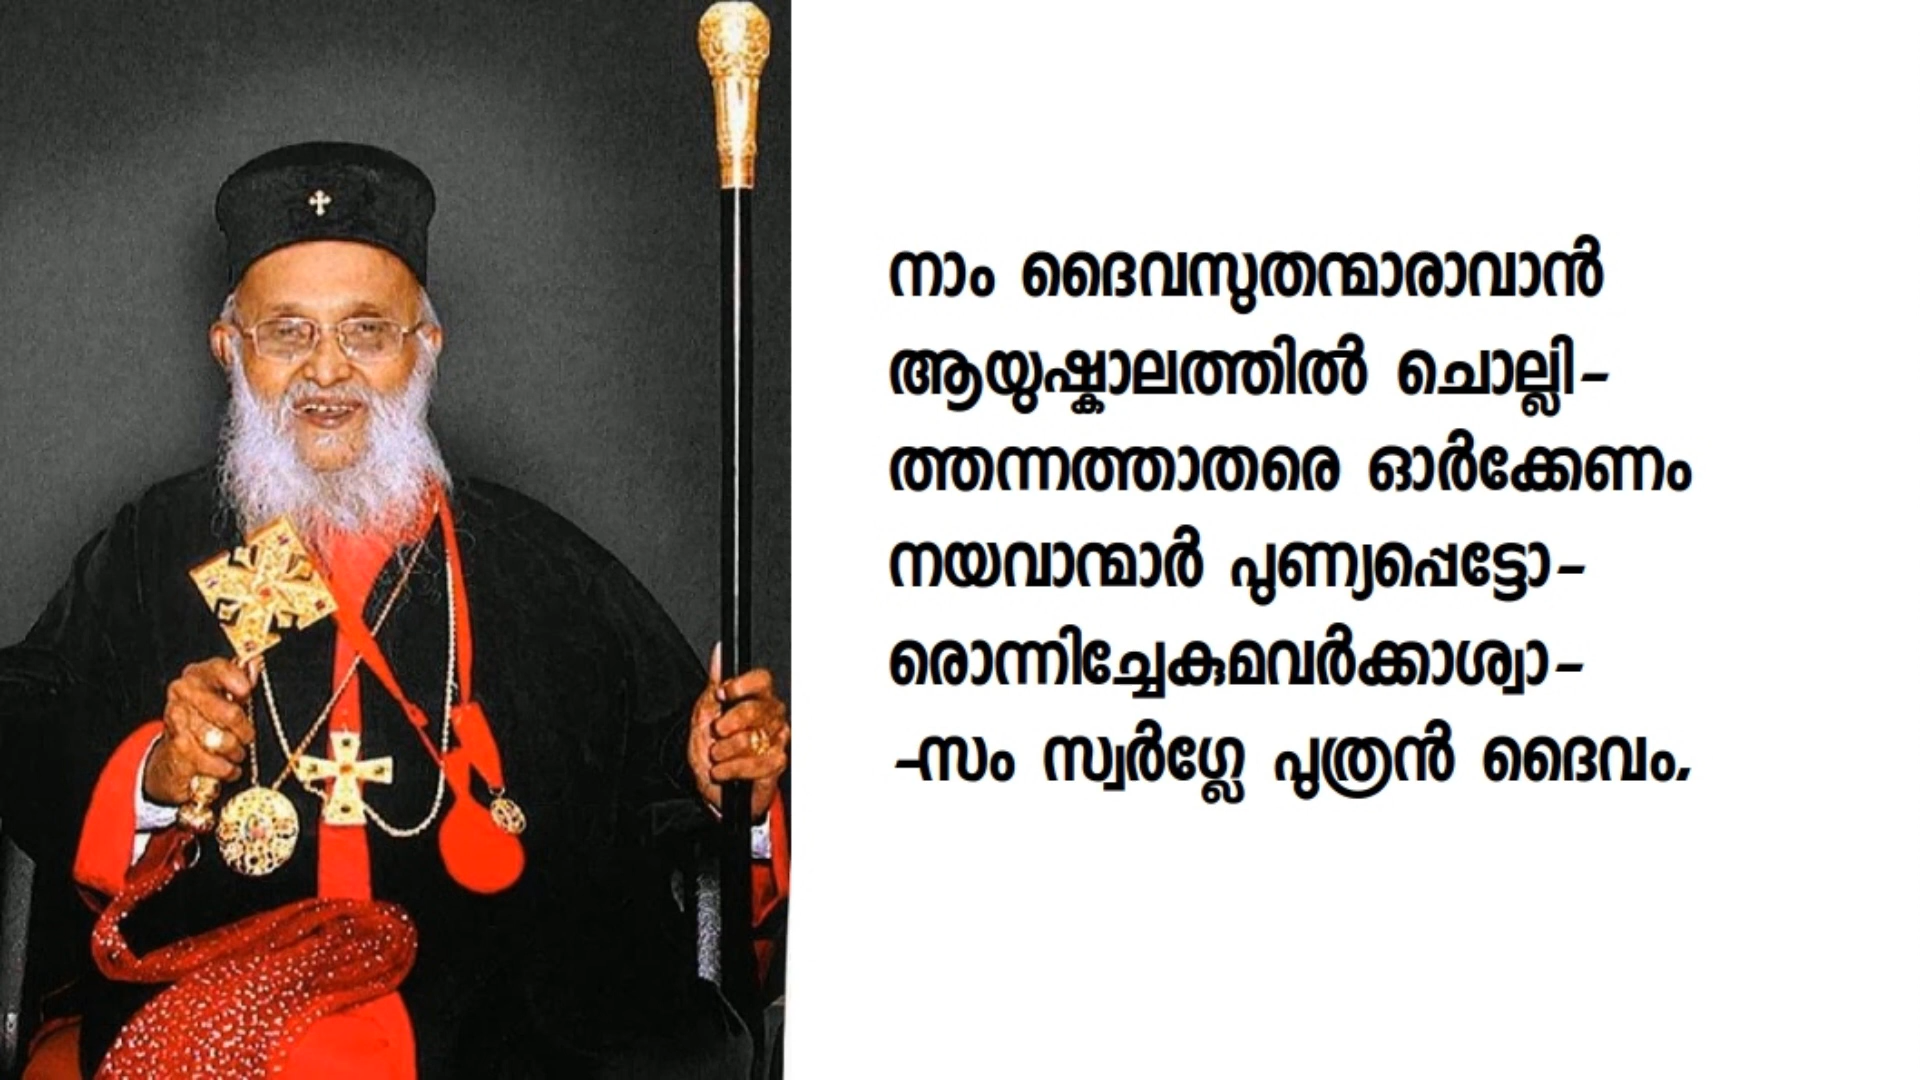 നാം ദൈവസുതന്മാരാവാൻ
ആയുഷ്കാലത്തിൽ ചൊല്ലി-
ത്തന്നത്താതരെ ഓർക്കേണം
നയവാന്മാർ പുണ്യപ്പെട്ടോ-
രൊന്നിച്ചേകുമവർക്കാശ്വാ-
-സം സ്വർഗ്ലേ പുത്രൻ ദൈവം.